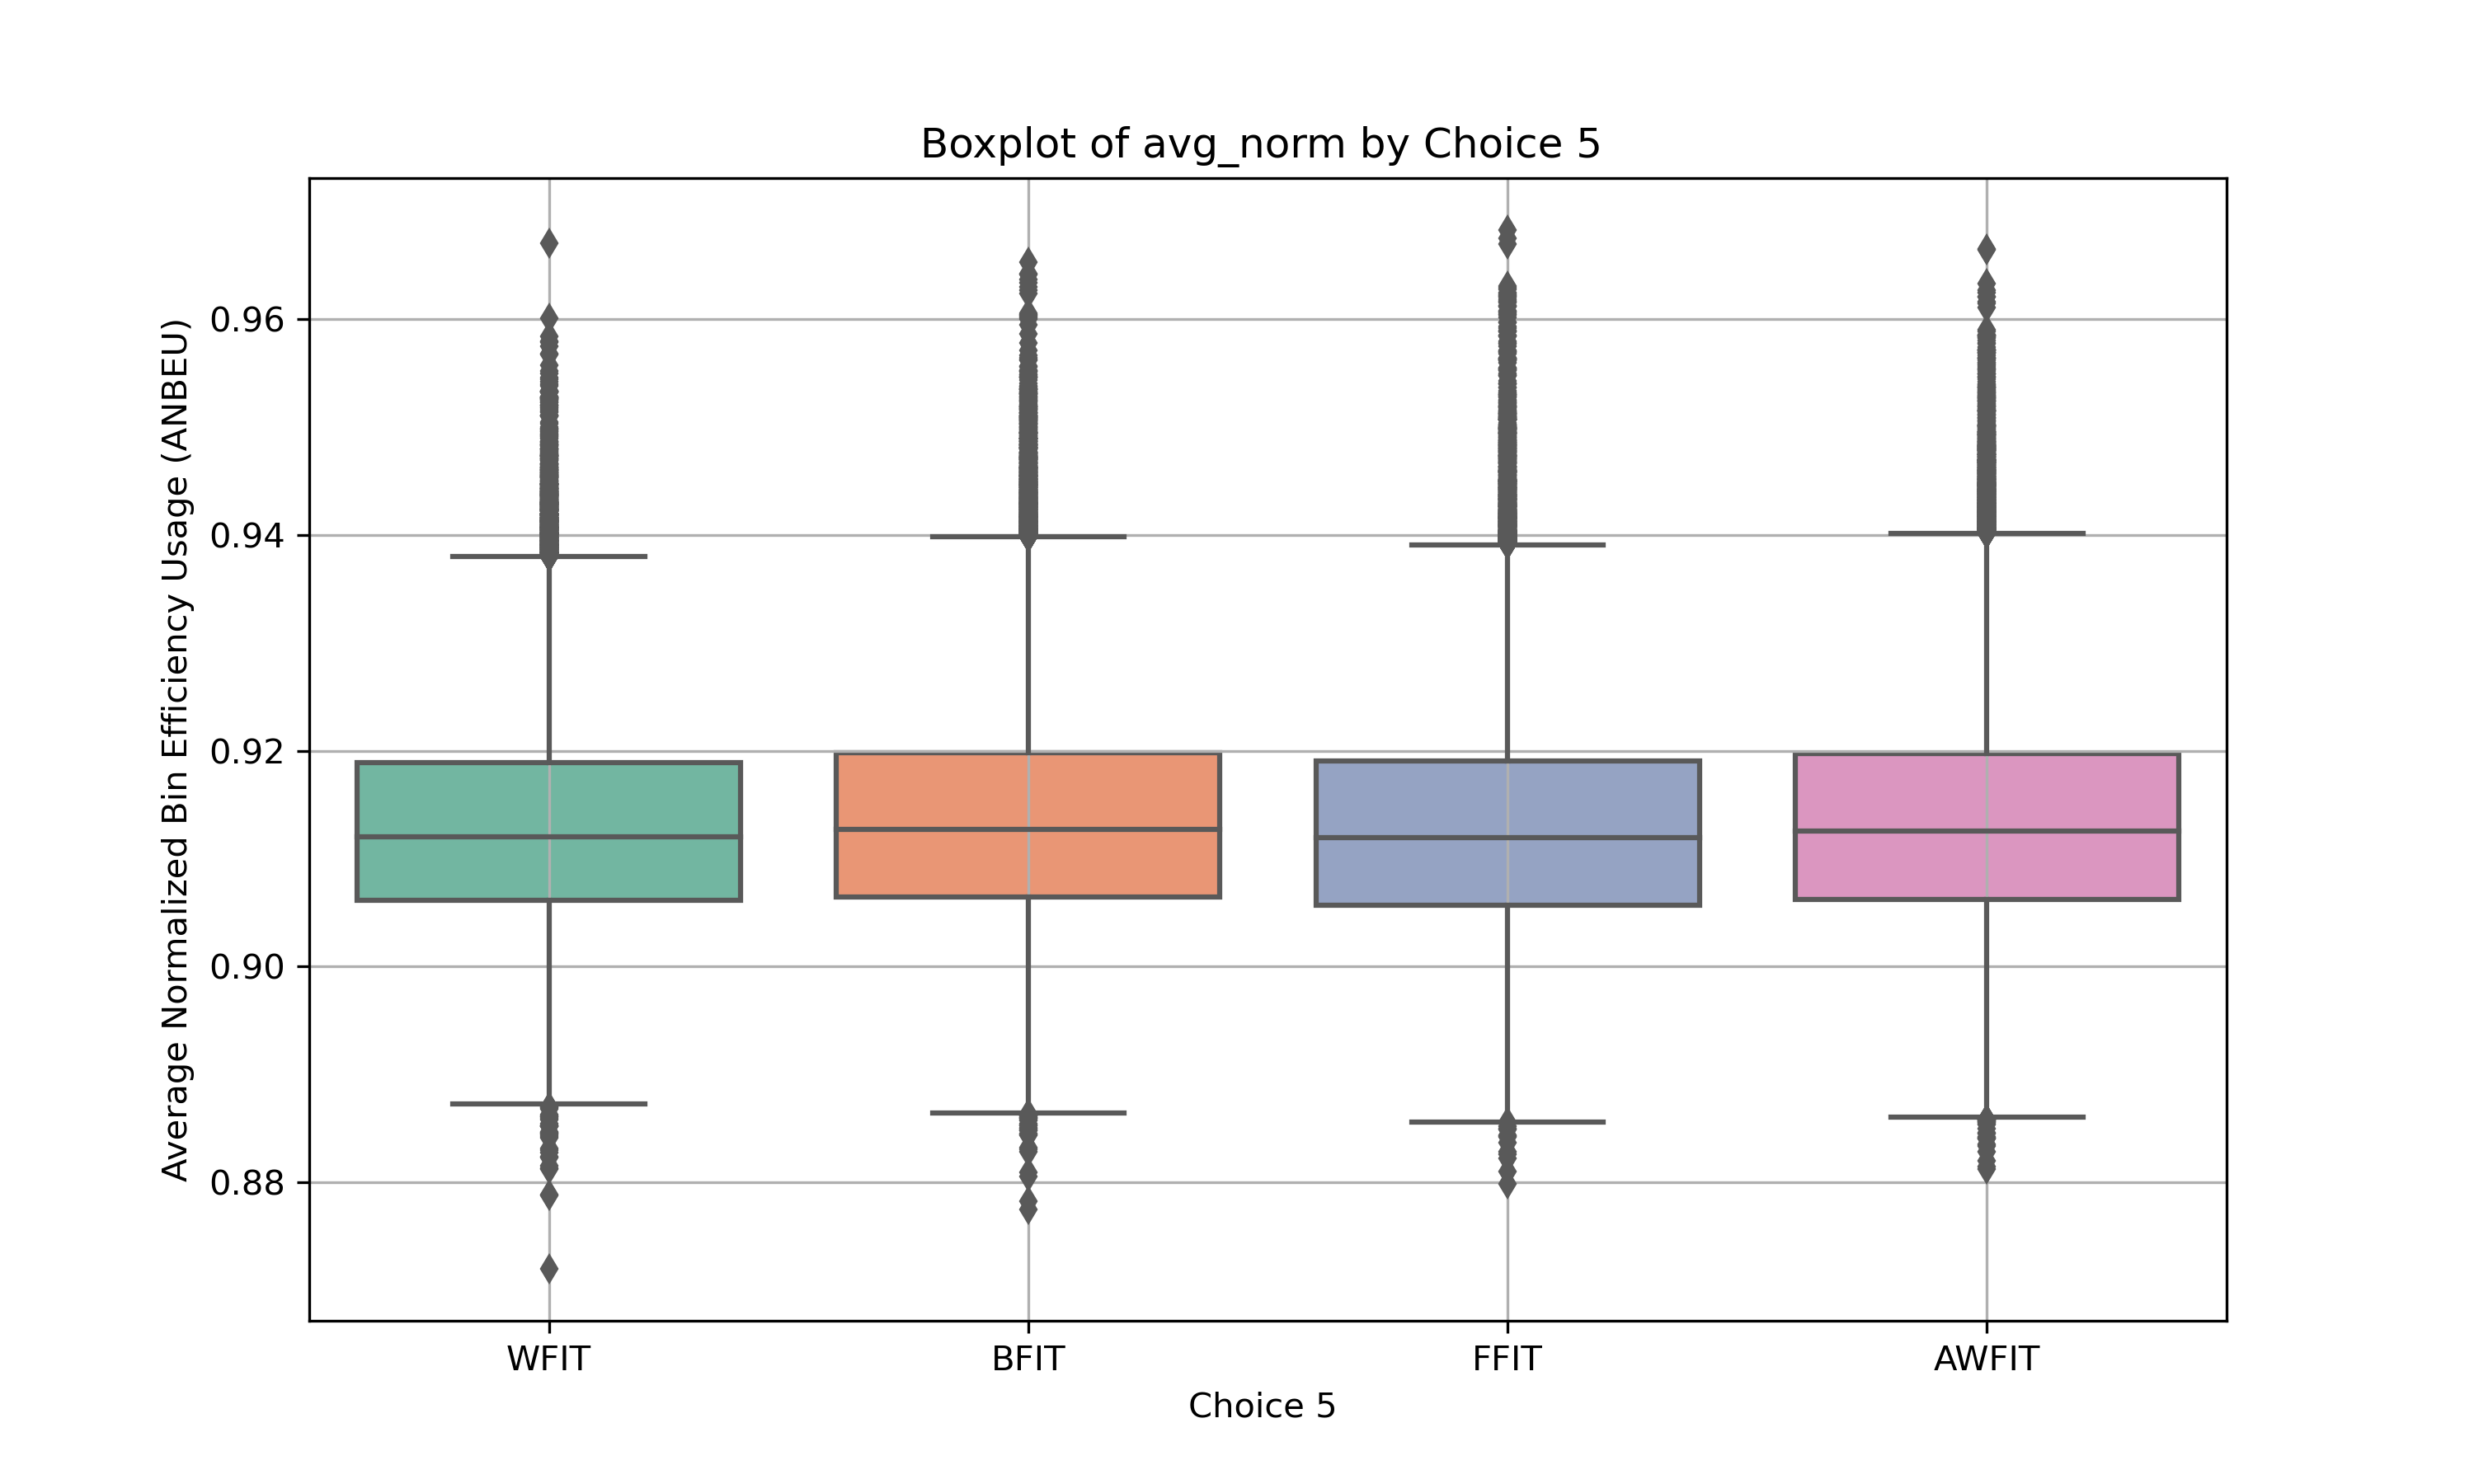 Boxplot of avg_norm by Choice 5
Average Normalized Bin Efficiency Usage (ANBEU)
0.96
0.94
0.92
0.90
0.88
WFIT BFIT FFIT AWFIT
Choice 5